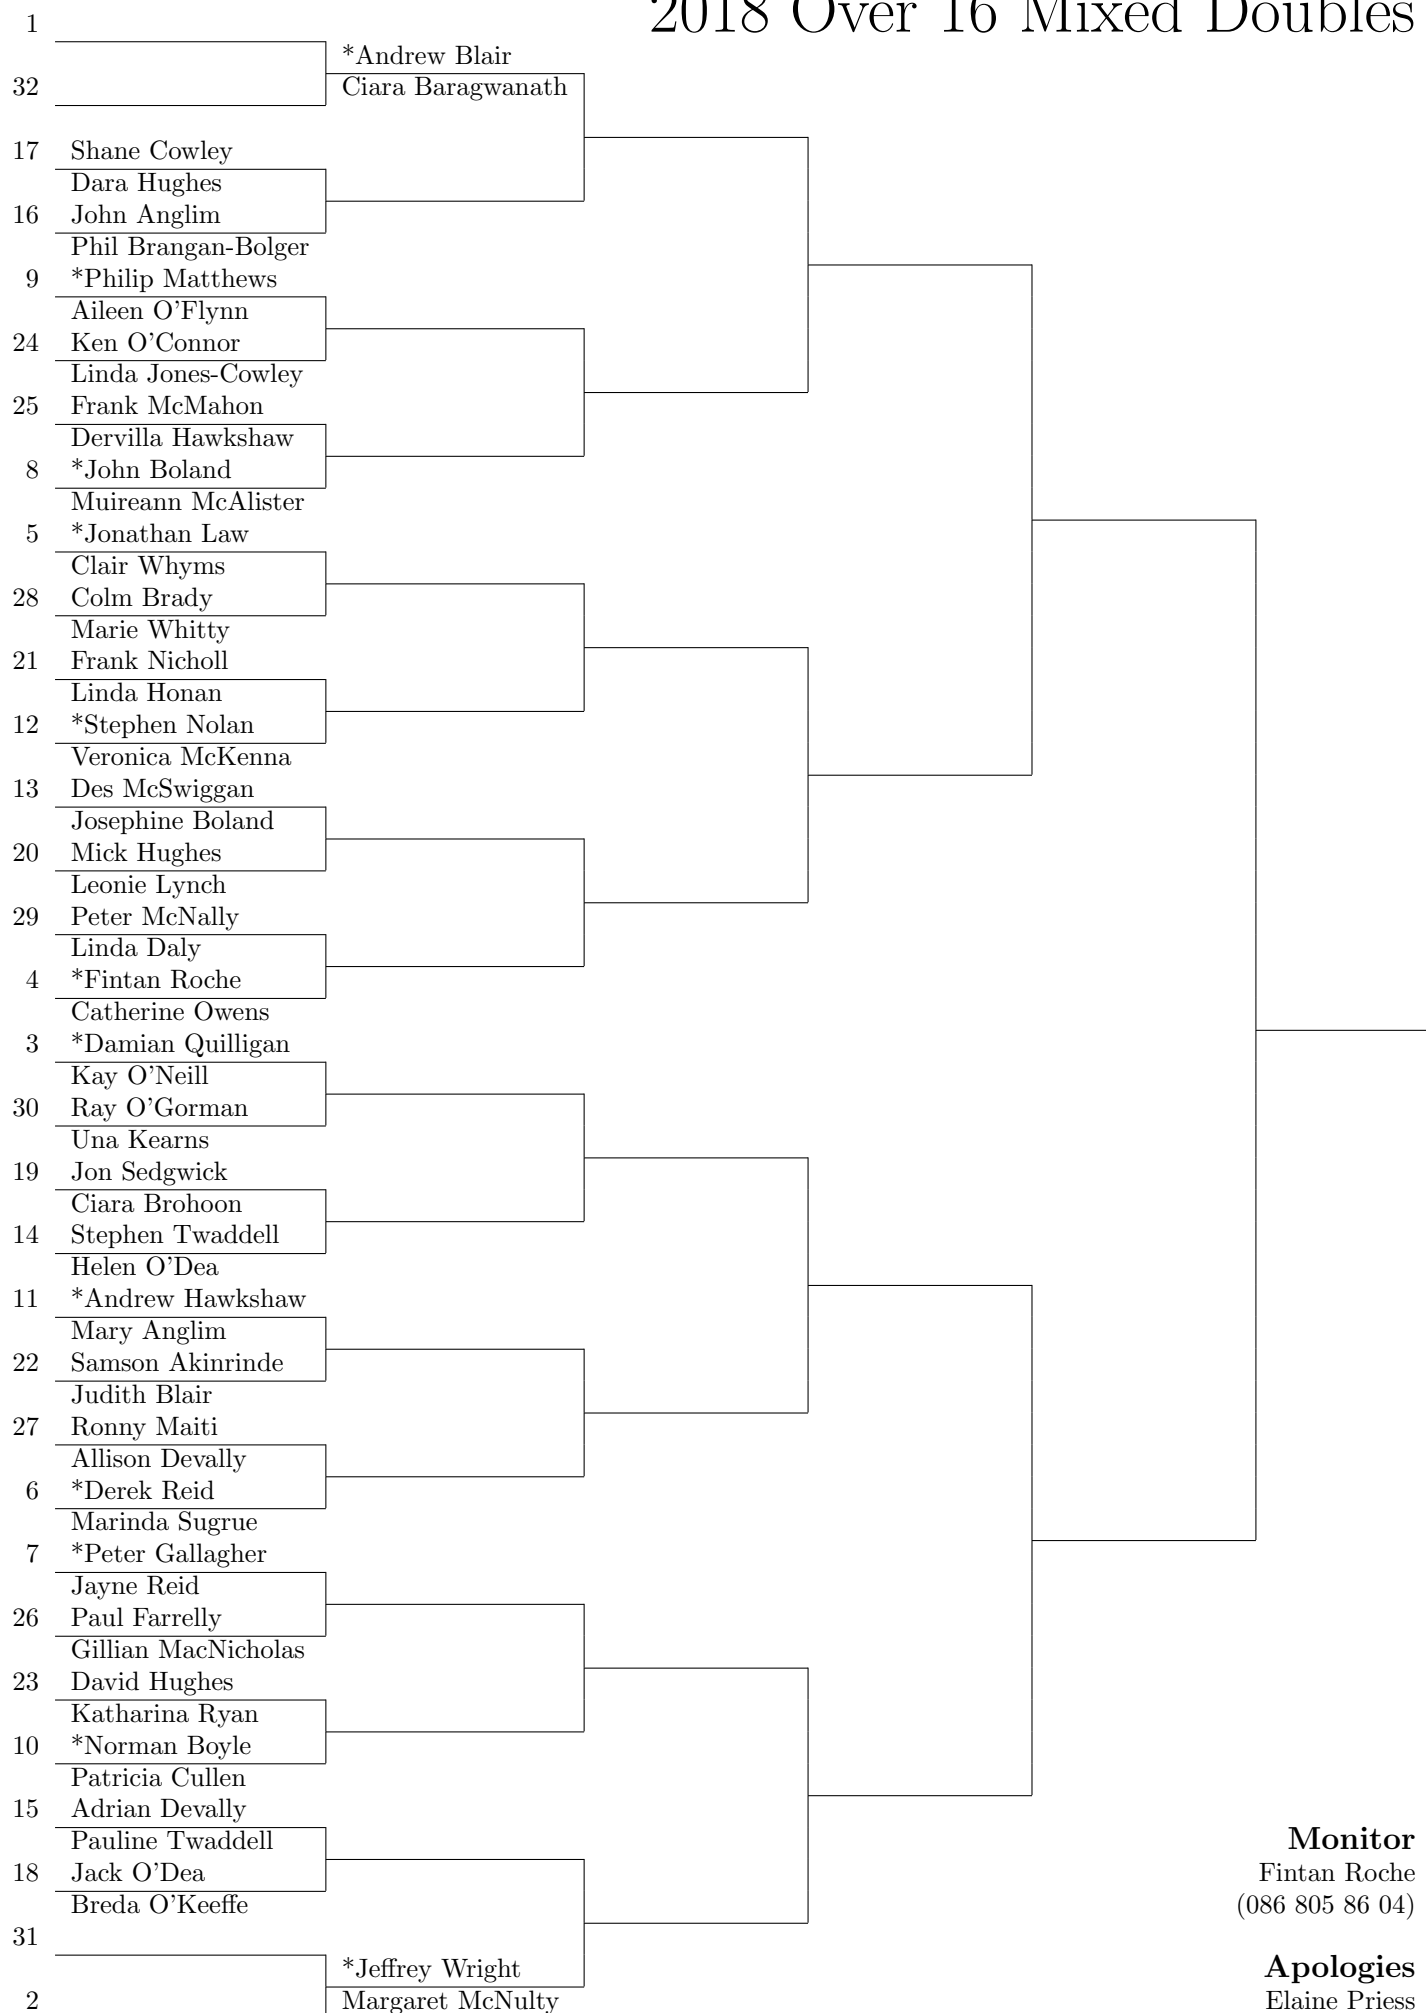 2018 Over 16 Mixed Doubles
1
*Andrew Blair
32
Ciara Baragwanath
17 Shane Cowley
Dara Hughes
16 John Anglim
Phil Brangan-Bolger
9 *Philip Matthews
Aileen O'Flynn
24 Ken O'Connor
Linda Jones-Cowley
25 Frank McMahon
Dervilla Hawkshaw
8 *John Boland
Muireann McAlister
5 *Jonathan Law
Clair Whyms
28 Colm Brady
Marie Whitty
21 Frank Nicholl
Linda Honan
12 *Stephen Nolan
Veronica McKenna
13 Des McSwiggan
Josephine Boland
20 Mick Hughes
Leonie Lynch
29 Peter McNally
Linda Daly
4 *Fintan Roche
Catherine Owens
3 *Damian Quilligan
Kay O'Neill
30 Ray O'Gorman
Una Kearns
19 Jon Sedgwick
Ciara Brohoon
14 Stephen Twaddell
Helen O'Dea
11 *Andrew Hawkshaw
Mary Anglim
22 Samson Akinrinde
Judith Blair
27 Ronny Maiti
Allison Devally
6 *Derek Reid
Marinda Sugrue
7 *Peter Gallagher
Jayne Reid
26 Paul Farrelly
Gillian MacNicholas
23 David Hughes
Katharina Ryan
10 *Norman Boyle
Patricia Cullen
15 Adrian Devally
Pauline Twaddell
18 Jack O'Dea
Breda O'Keeffe
31
*Jeffrey Wright
2
Margaret McNulty
Monitor
Fintan Roche
(086 805 86 04)
Apologies
Elaine Priess